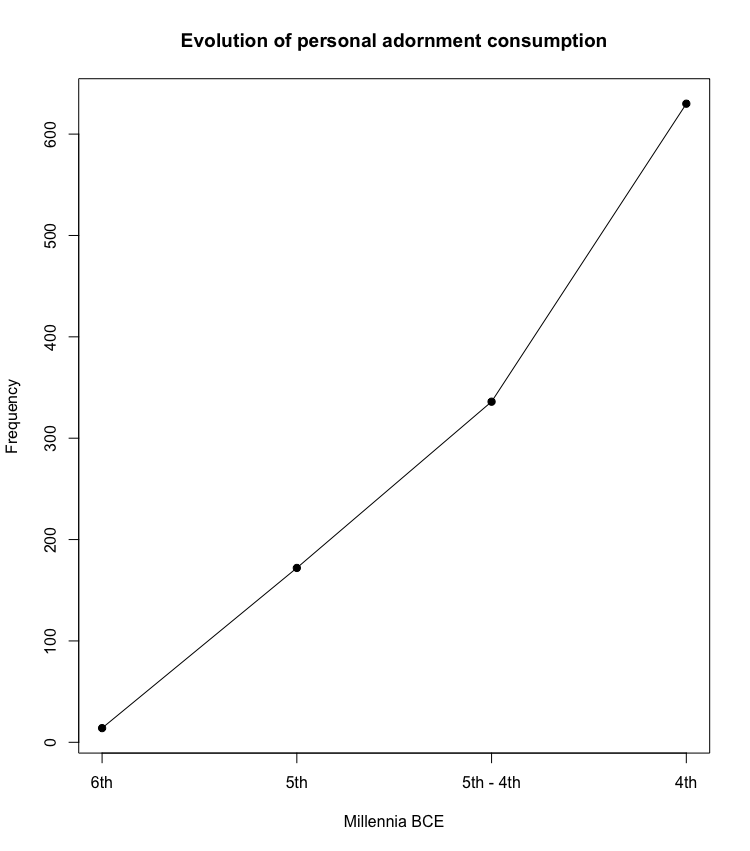 Evolution of personal adornment consumption
600
500
400
300
200
100
0
Frequency
6th
5th
5th - 4th
4th
Millennia BCE